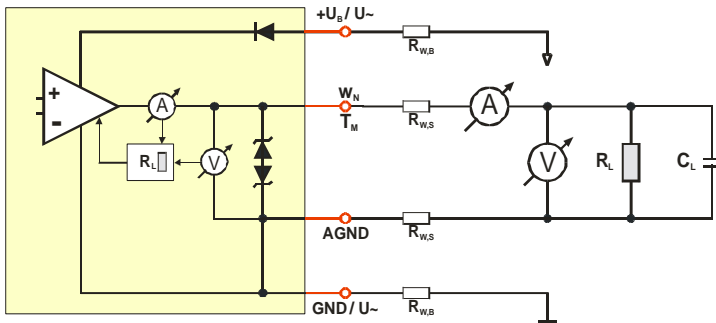 +U_B / U~
R_W,B
+
-
A
R_L
V
W_N
T_M
R_W,S
A
V
R_L
C_L
AGND
R_W,S
GND / U~
R_W,B